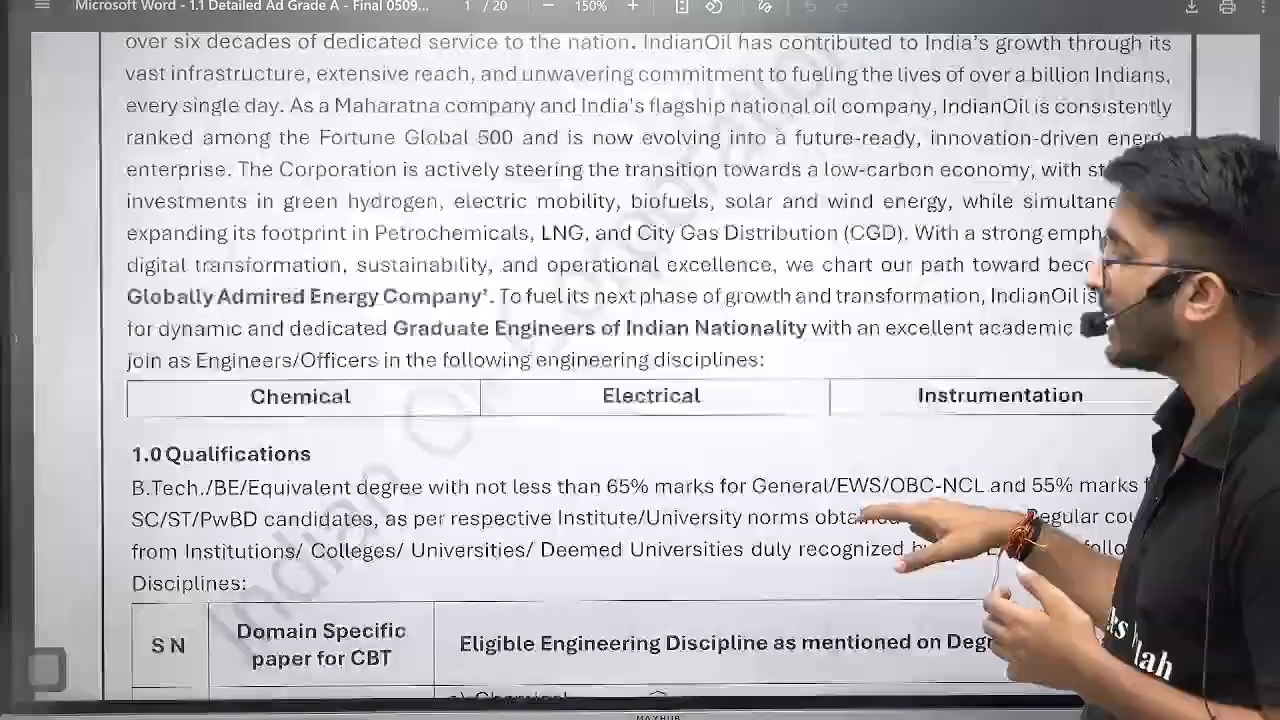 Microsoft Word - 1.1 Detailed Ad Grade A - Final 0509...
1 / 20
150%
over six decades of dedicated service to the nation. IndianOil has contributed to India's growth through its
vast infrastructure, extensive reach, and unwavering commitment to fueling the lives of over a billion Indians,
every single day. As a Maharatna company and India's flagship national oil company, IndianOil is consistently
ranked among the Fortune Global 500 and is now evolving into a future-ready, innovation-driven energy
enterprise. The Corporation is actively steering the transition towards a low-carbon economy, with
investments in green hydrogen, electric mobility, biofuels, solar and wind energy, while
expanding its footprint in Petrochemicals, LNG, and City Gas Distribution (CGD). With a strong
digital transformation, sustainability, and operational excellence, we chart our path toward
Globally Admired Energy Company'. To fuel its next phase of growth and transformation, IndianOil is
for dynamic and dedicated Graduate Engineers of Indian Nationality with an excellent academic
join as Engineers/Officers in the following engineering disciplines:
Chemical Electrical Instrumentation
1.0 Qualifications
B.Tech./BE/Equivalent degree with not less than 65% marks for General/EWS/OBC-NCL and 55% marks
SC/ST/PwBD candidates, as per respective Institute/University norms Regular
from Institutions/ Colleges/ Universities/ Deemed Universities duly recognized
Disciplines:
S N
Domain Specific
paper for CBT
Eligible Engineering Discipline as mentioned on
Indian
MAXHUB